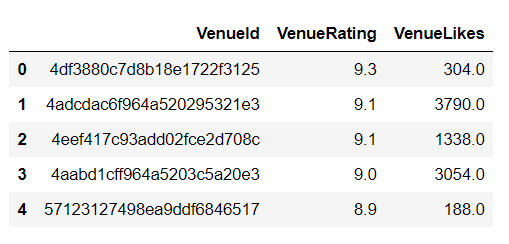 VenueId VenueRating VenueLikes
0 4df3880c7d8b18e1722f3125 9.3 304.0
1 4adcdac6f964a520295321e3 9.1 3790.0
2 4eef417c93add02fce2d708c 9.1 1338.0
3 4aabd1cff964a5203c5a20e3 9.0 3054.0
4 57123127498ea9ddf6846517 8.9 188.0